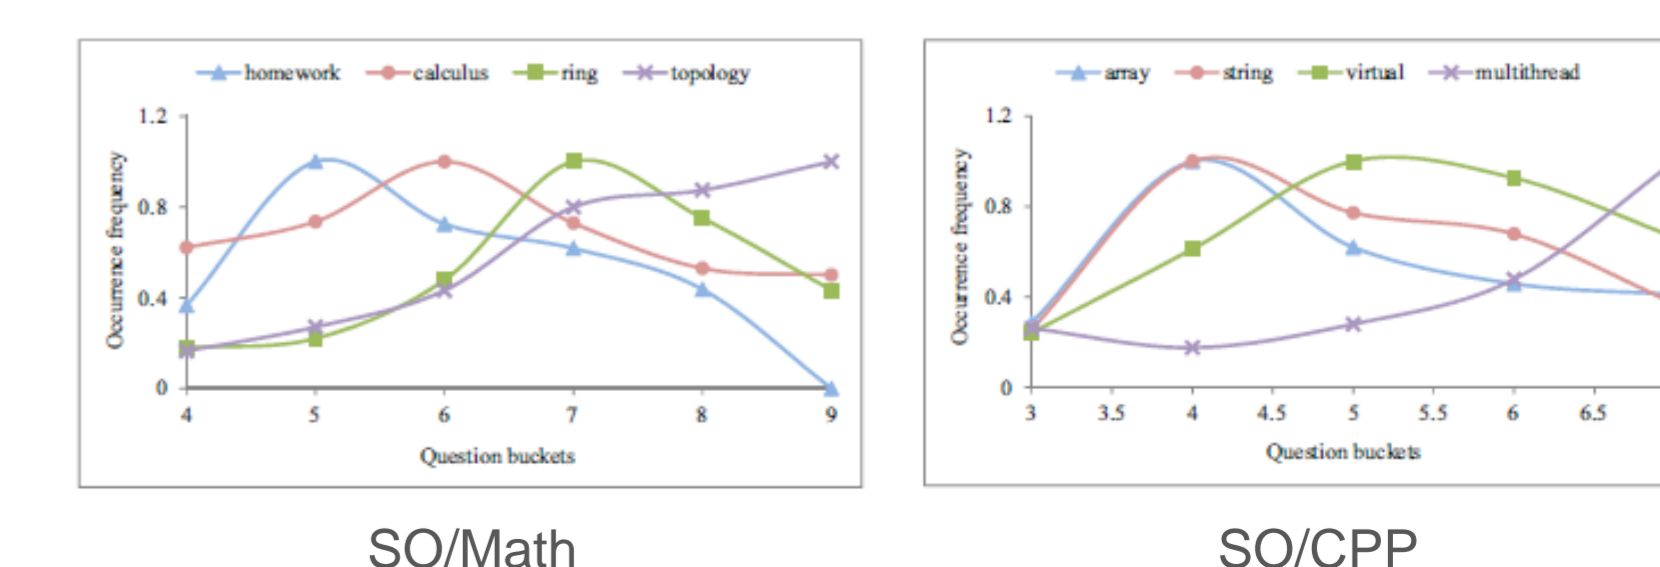 homework calculus ring topology
1.2
0.8
0.4
0
Occurrence frequency
4 5 6 7 8 9
Question buckets
SO/Math
array string virtual multithread
1.2
0.8
0.4
0
Occurrence frequency
3 3.5 4 4.5 5 5.5 6 6.5
Question buckets
SO/CPP